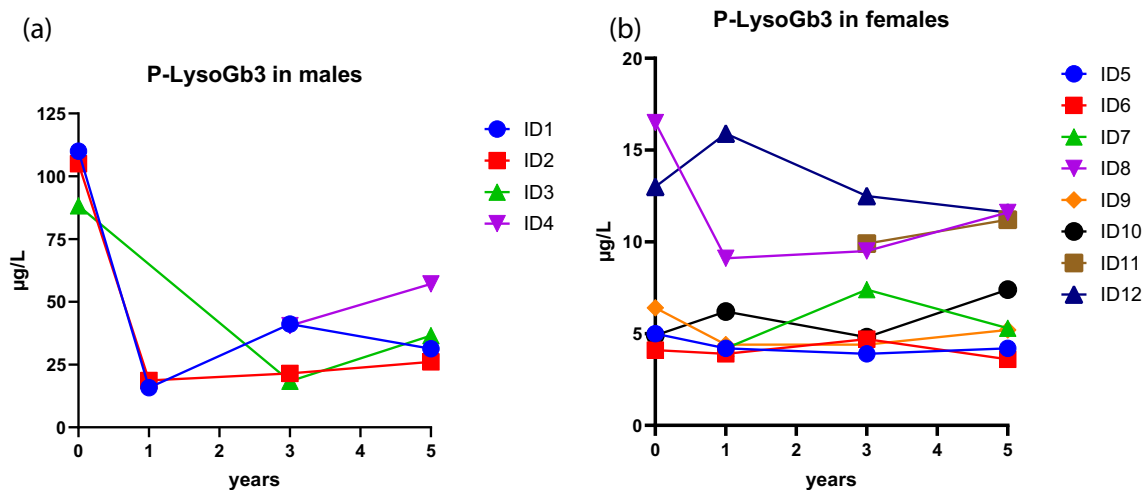 (a)
P-LysoGb3 in males
125
100
75
50
25
0
µg/L
0 1 2 3 4 5
years
ID1
ID2
ID3
ID4
(b)
P-LysoGb3 in females
20
15
10
5
0
µg/L
0 1 2 3 4 5
years
ID5
ID6
ID7
ID8
ID9
ID10
ID11
ID12